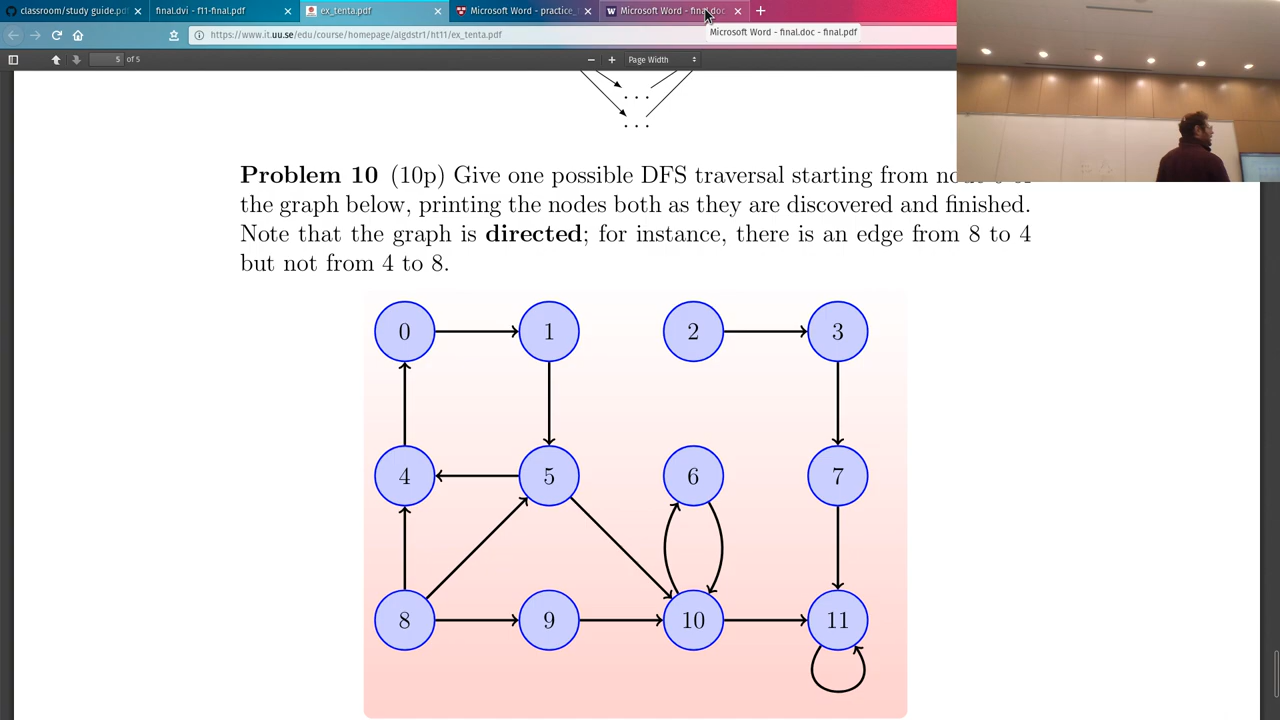 classroom/study guide.pd
final.dvi - f11-final.pdf
ex_tenta.pdf
Microsoft Word - practice_
Microsoft Word - final.doc
https://www.it.uu.se/edu/course/homepage/algdstr1/ht11/ex_tenta.pdf
Microsoft Word - final.doc - final.pdf
5 of 5
Page Width
. . .
. . .
Problem 10 (10p) Give one possible DFS traversal starting from
the graph below, printing the nodes both as they are discovered and finished.
Note that the graph is directed; for instance, there is an edge from 8 to 4
but not from 4 to 8.
0 1 2 3
4 5 6 7
8 9 10 11